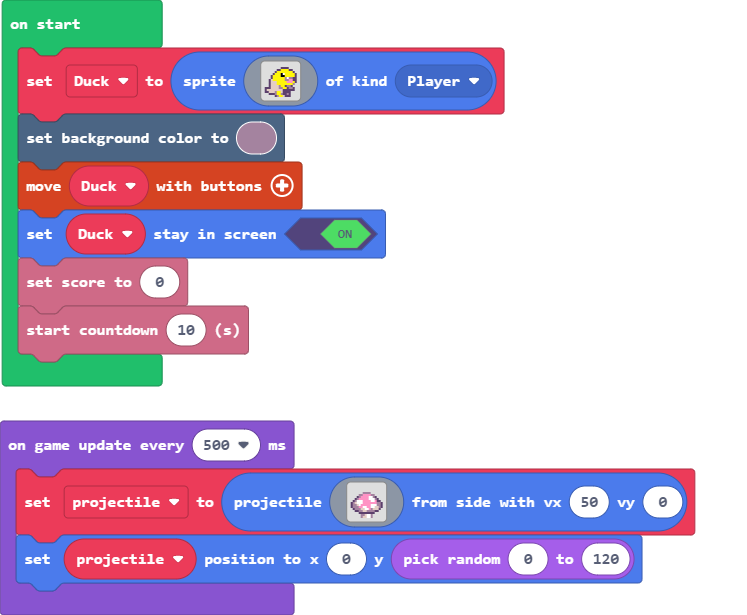 on start
set Duck to sprite of kind Player
set background color to
move Duck with buttons
set Duck stay in screen ON
set score to 0
start countdown 10 (s)
on game update every 500 ms
set projectile to projectile from side with vx 50 vy 0
set projectile position to x 0 y pick random 0 to 120